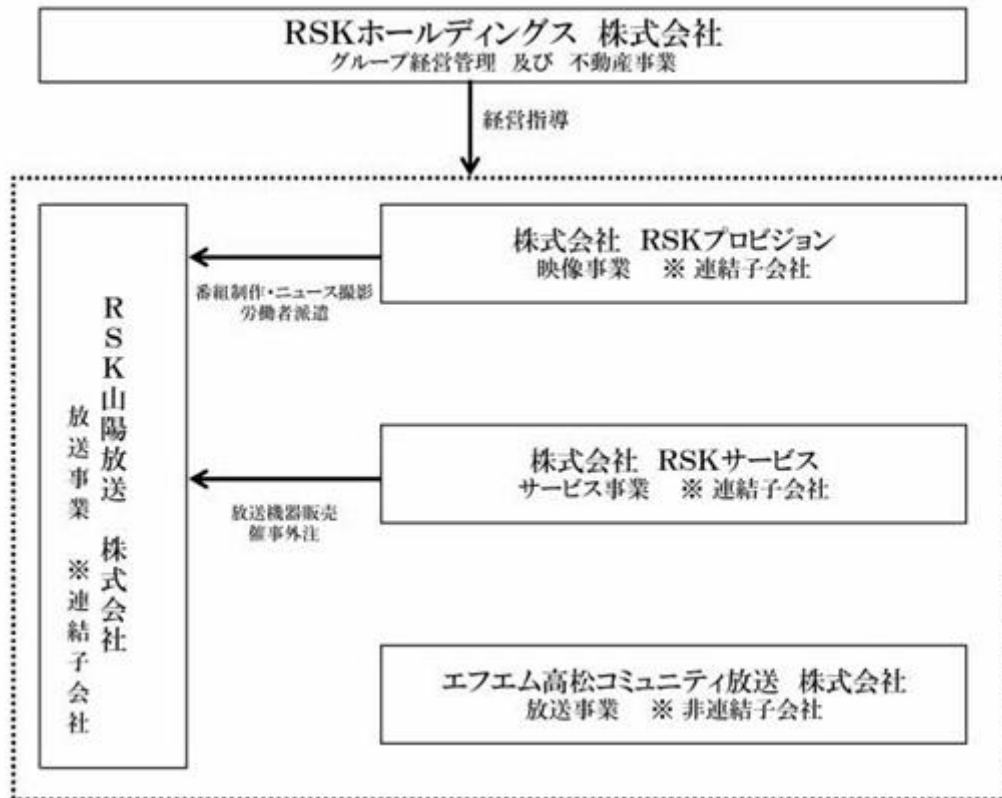 RSKホールディングス 株式会社
グループ経営管理 及び 不動産事業
経営指導
RSK山陽放送 株式会社
放送事業 ※連結子会社
株式会社 RSKプロビジョン
映像事業 ※ 連結子会社
番組制作・ニュース撮影
労働者派遣
株式会社 RSKサービス
サービス事業 ※ 連結子会社
放送機器販売
催事外注
エフエム高松コミュニティ放送 株式会社
放送事業 ※ 非連結子会社